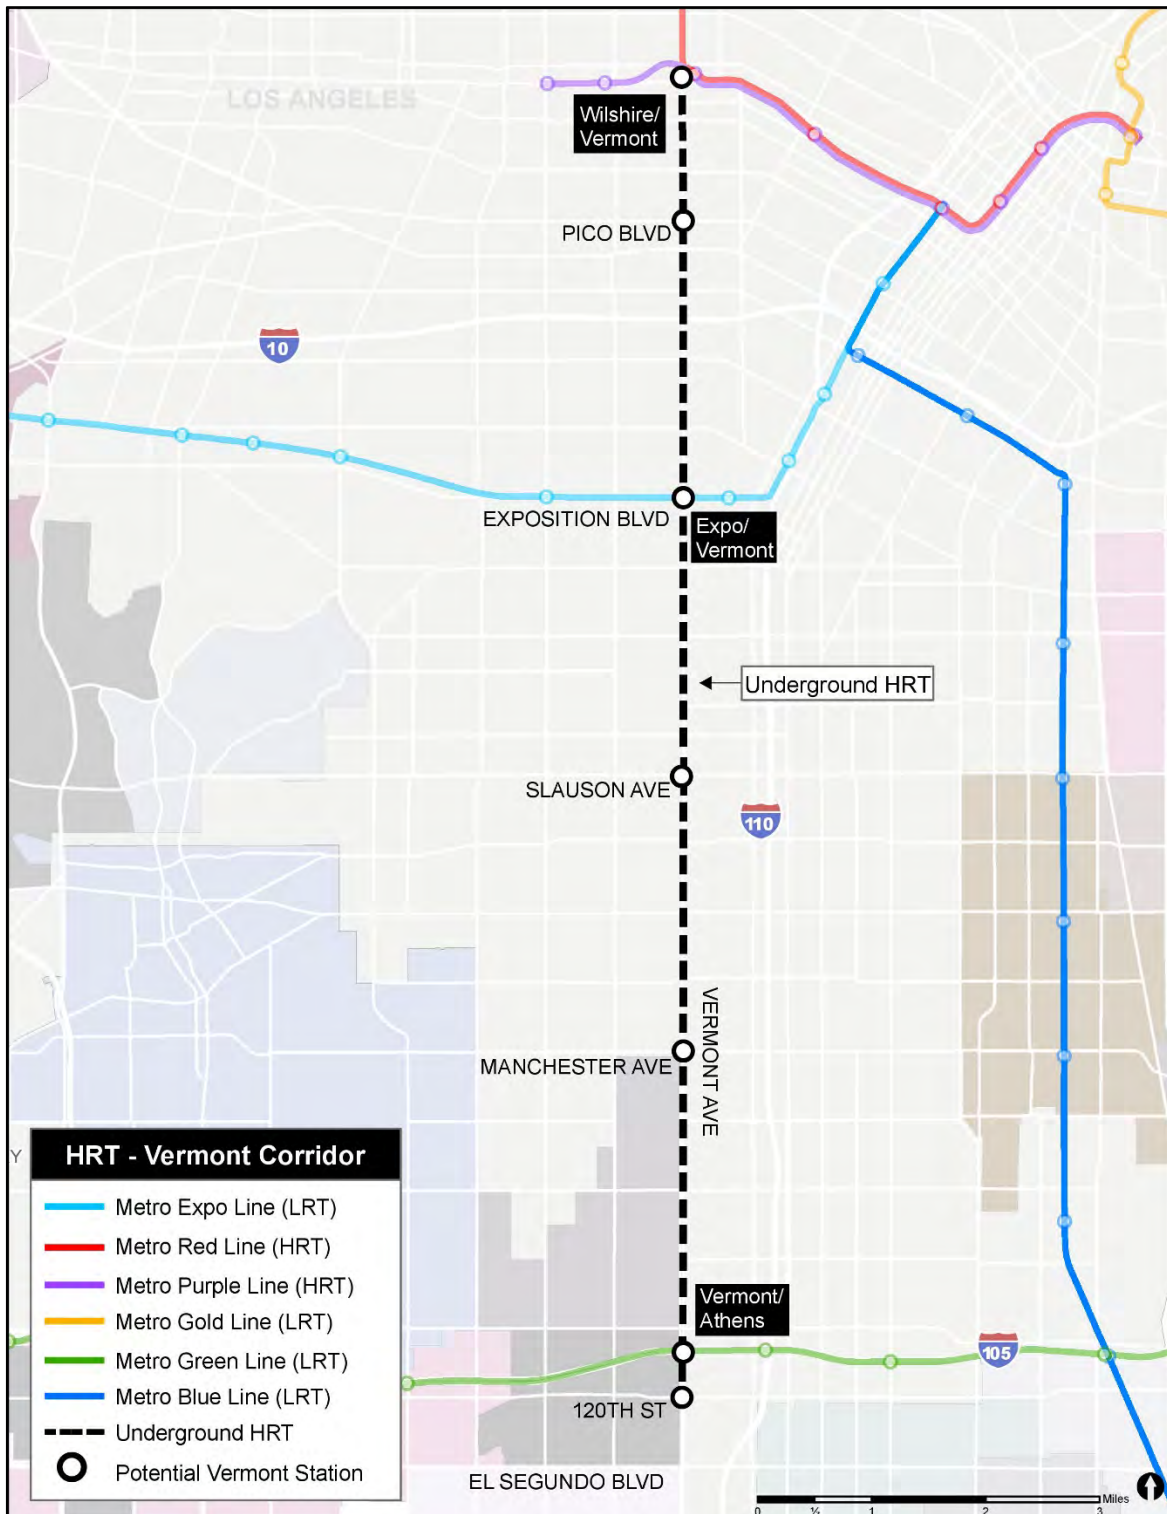 LOS ANGELES
Wilshire/
Vermont
PICO BLVD
10
EXPOSITION BLVD
Expo/
Vermont
Underground HRT
SLAUSON AVE
110
VERMONT AVE
MANCHESTER AVE
Y
HRT - Vermont Corridor
Metro Expo Line (LRT)
Metro Red Line (HRT)
Metro Purple Line (HRT)
Metro Gold Line (LRT)
Metro Green Line (LRT)
Metro Blue Line (LRT)
Underground HRT
Potential Vermont Station
Vermont/
Athens
105
120TH ST
EL SEGUNDO BLVD
0 ½ 1 2 3 Miles